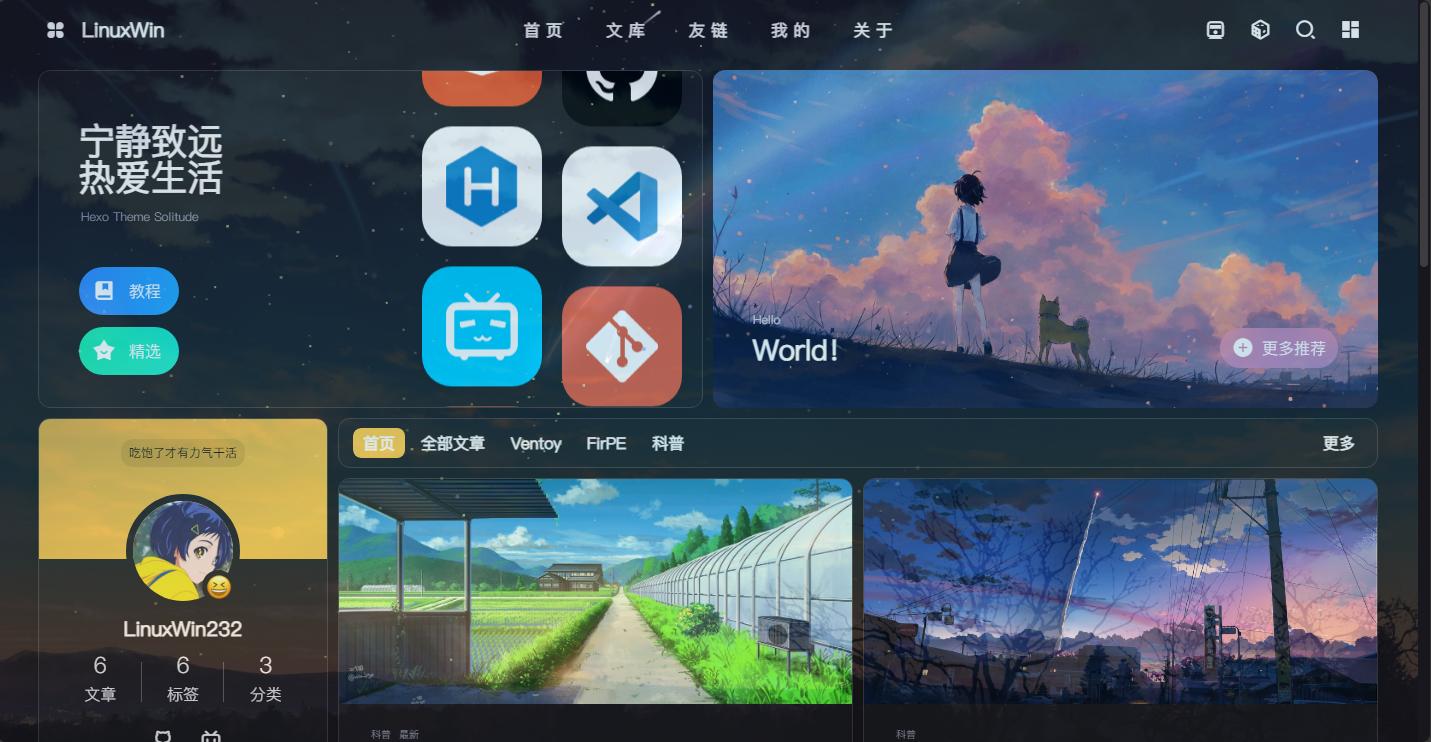 LinuxWin
首页 文库 友链 我的 关于
宁静致远
热爱生活
Hexo Theme Solitude
教程
精选
Hello
World!
更多推荐
吃饱了才有力气干活
首页 全部文章 Ventoy FirPE 科普 更多
LinuxWin232
6 6 3
文章 标签 分类
科普 最新
科普